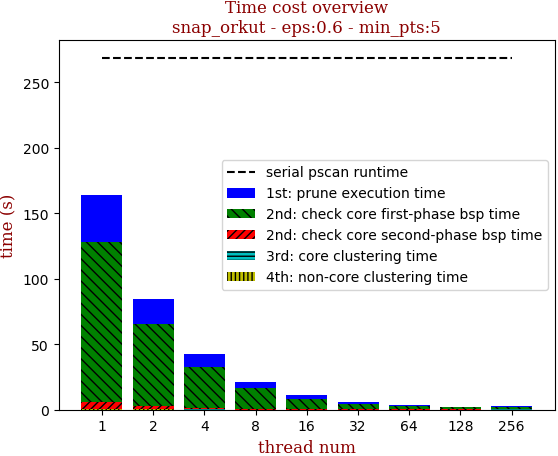 Time cost overview
snap_orkut - eps:0.6 - min_pts:5
time (s)
250
200
150
100
50
0
serial pscan runtime
1st: prune execution time
2nd: check core first-phase bsp time
2nd: check core second-phase bsp time
3rd: core clustering time
4th: non-core clustering time
1 2 4 8 16 32 64 128 256
thread num